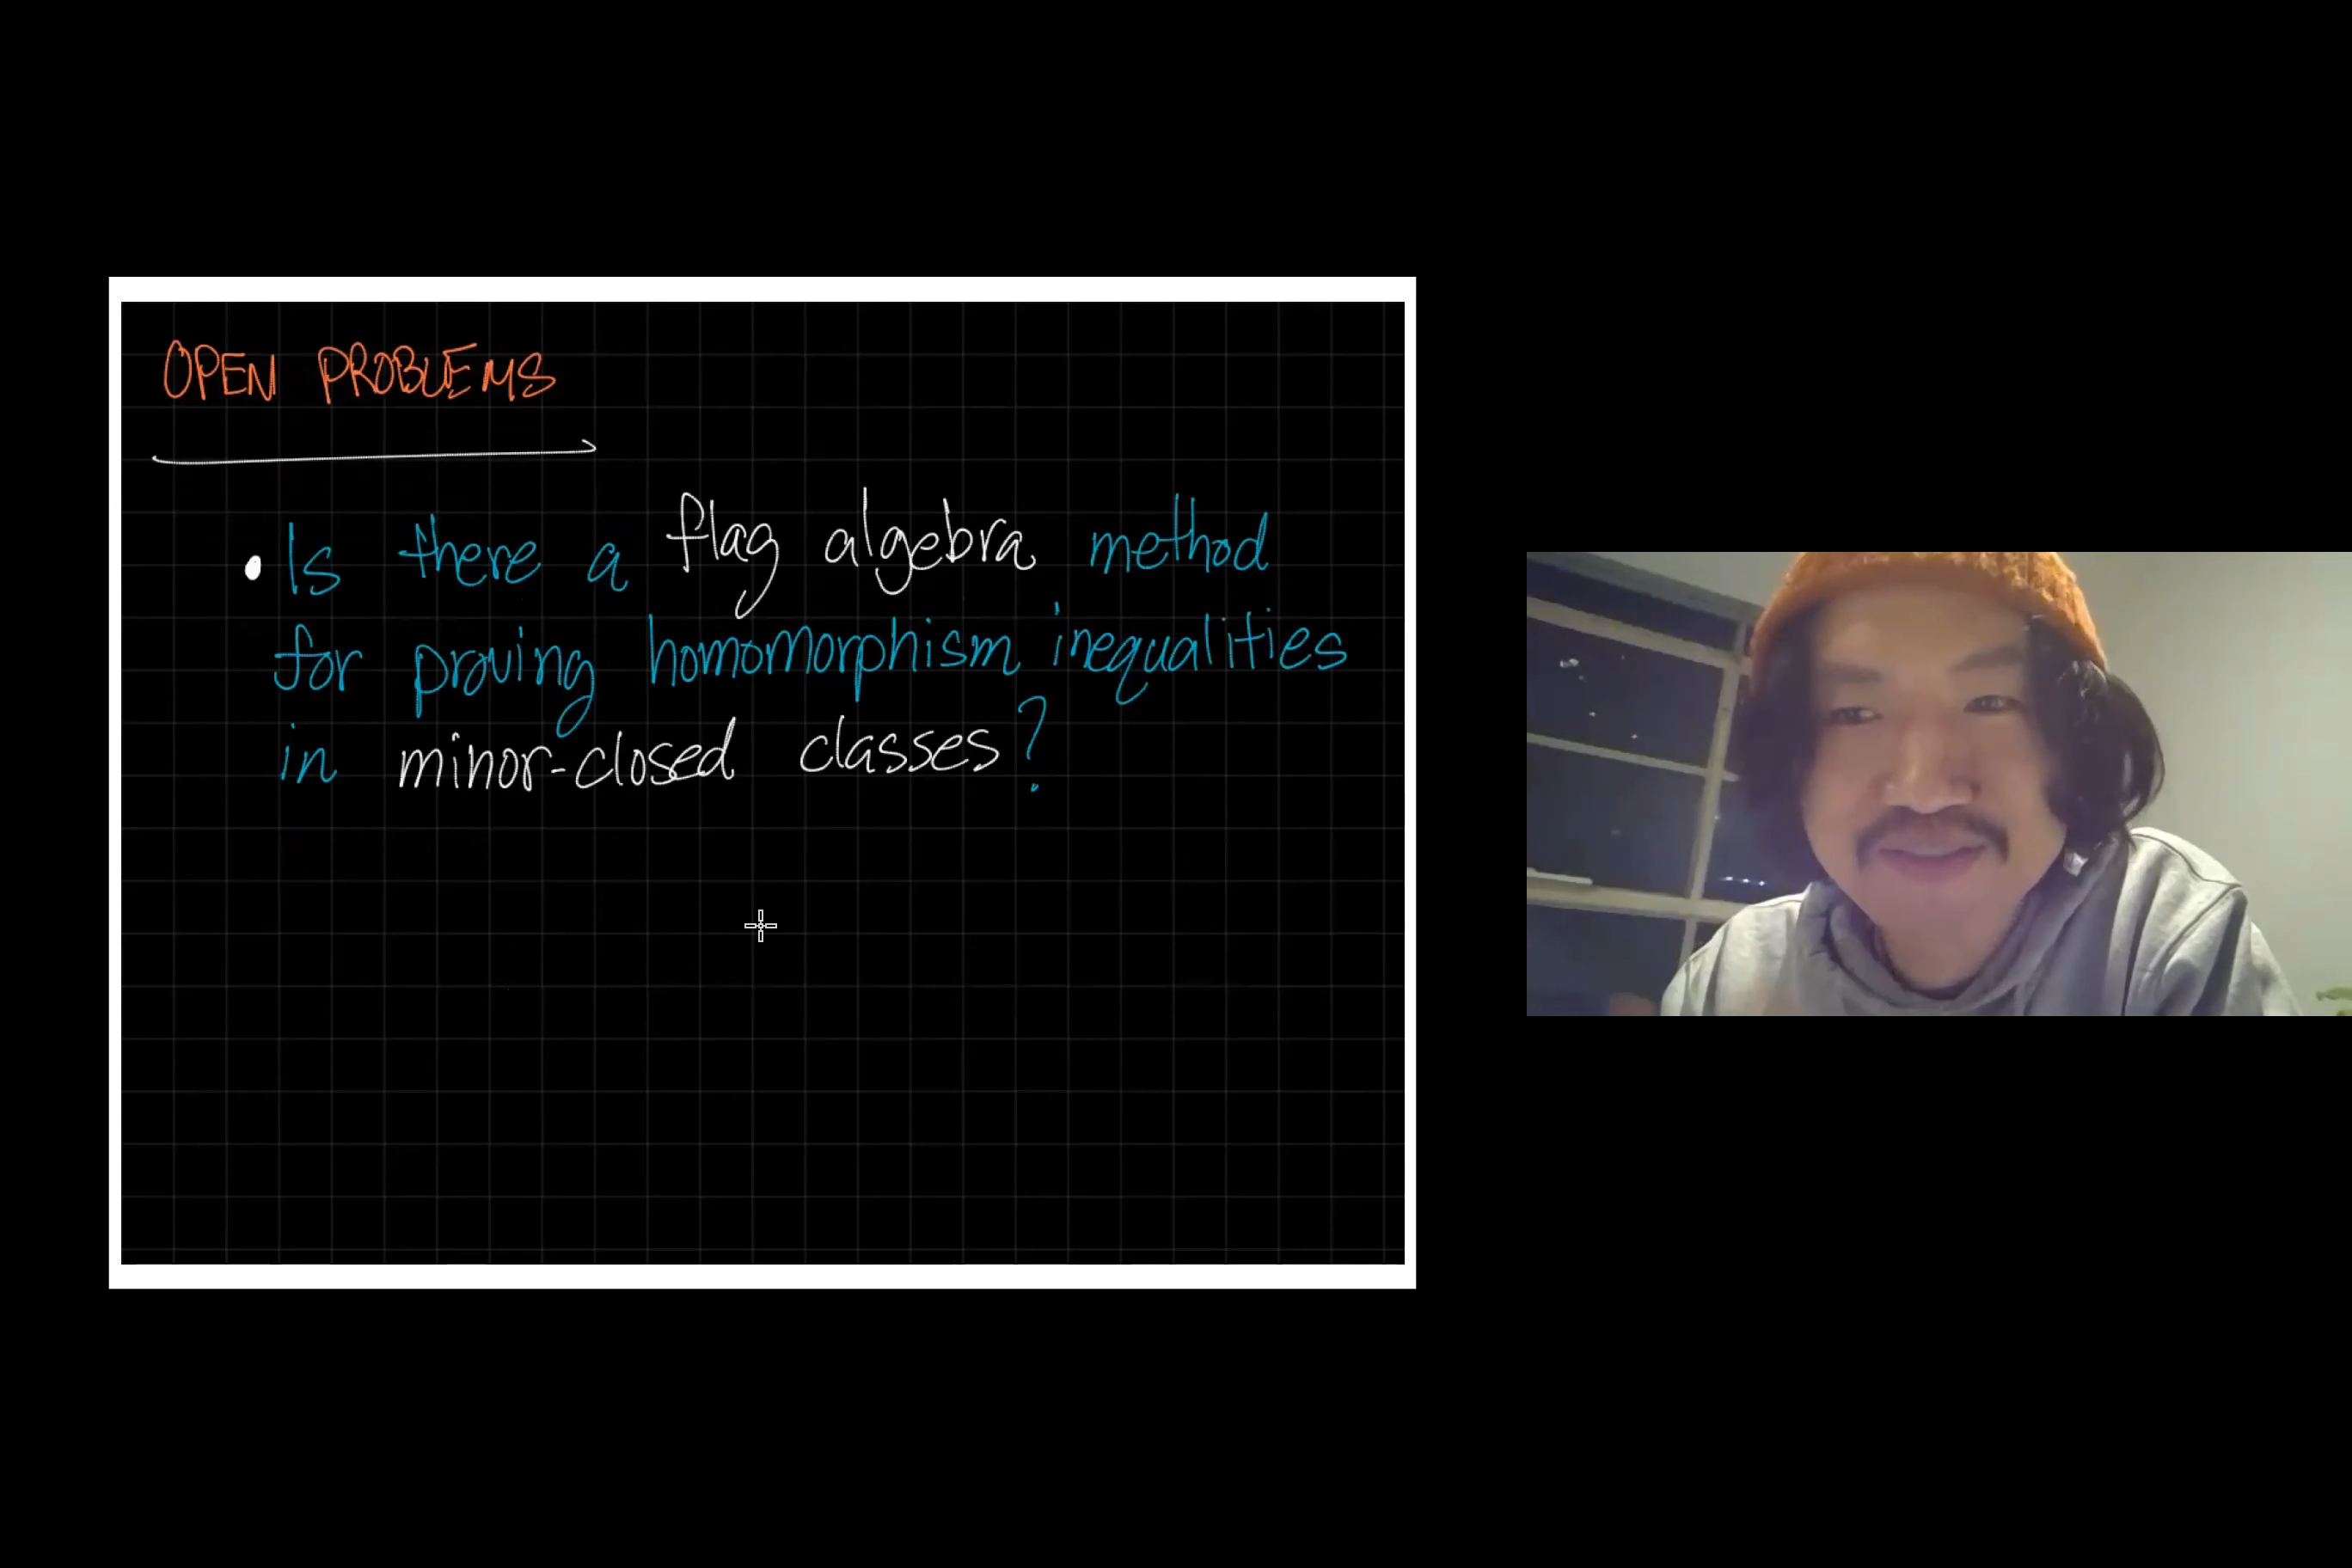 OPEN PROBLEMS
• Is there a flag algebra method
for proving homomorphism inequalities
in minor-closed classes?